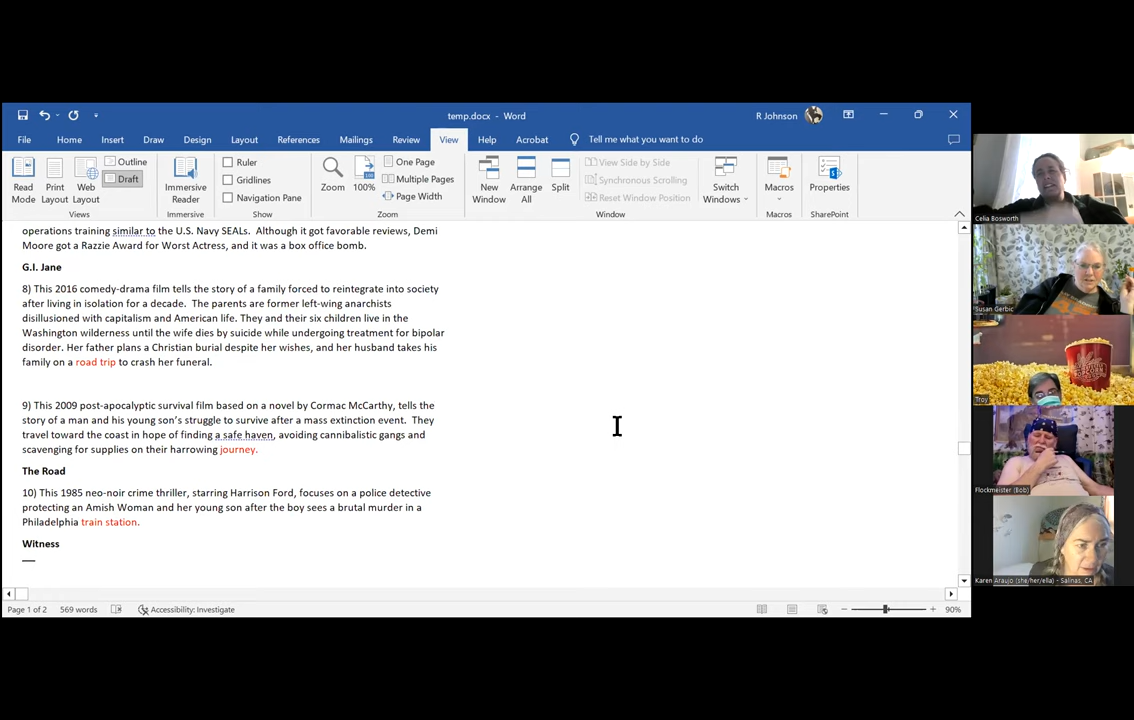 temp.docx - Word
R Johnson
File Home Insert Draw Design Layout References Mailings Review View Help Acrobat Tell me what you want to do
Outline
Draft
Read Mode
Print Layout
Web Layout
Views
Immersive Reader
Immersive
Ruler
Gridlines
Navigation Pane
Show
Zoom
100%
One Page
Multiple Pages
Page Width
Zoom
New Window
Arrange All
Split
View Side by Side
Synchronous Scrolling
Reset Window Position
Window
Switch Windows
Macros
Macros
Properties
SharePoint
operations training similar to the U.S. Navy SEALs. Although it got favorable reviews, Demi
Moore got a Razzie Award for Worst Actress, and it was a box office bomb.
G.I. Jane
8) This 2016 comedy-drama film tells the story of a family forced to reintegrate into society
after living in isolation for a decade. The parents are former left-wing anarchists
disillusioned with capitalism and American life. They and their six children live in the
Washington wilderness until the wife dies by suicide while undergoing treatment for bipolar
disorder. Her father plans a Christian burial despite her wishes, and her husband takes his
family on a road trip to crash her funeral.
9) This 2009 post-apocalyptic survival film based on a novel by Cormac McCarthy, tells the
story of a man and his young son's struggle to survive after a mass extinction event. They
travel toward the coast in hope of finding a safe haven, avoiding cannibalistic gangs and
scavenging for supplies on their harrowing journey.
The Road
10) This 1985 neo-noir crime thriller, starring Harrison Ford, focuses on a police detective
protecting an Amish Woman and her young son after the boy sees a brutal murder in a
Philadelphia train station.
Witness
Page 1 of 2 569 words Accessibility: Investigate 90%
Celia Bosworth
Susan Gerbic
Troy
Flockmeister (Bob)
Karen Araujo (she/her/ella) - Salinas, CA